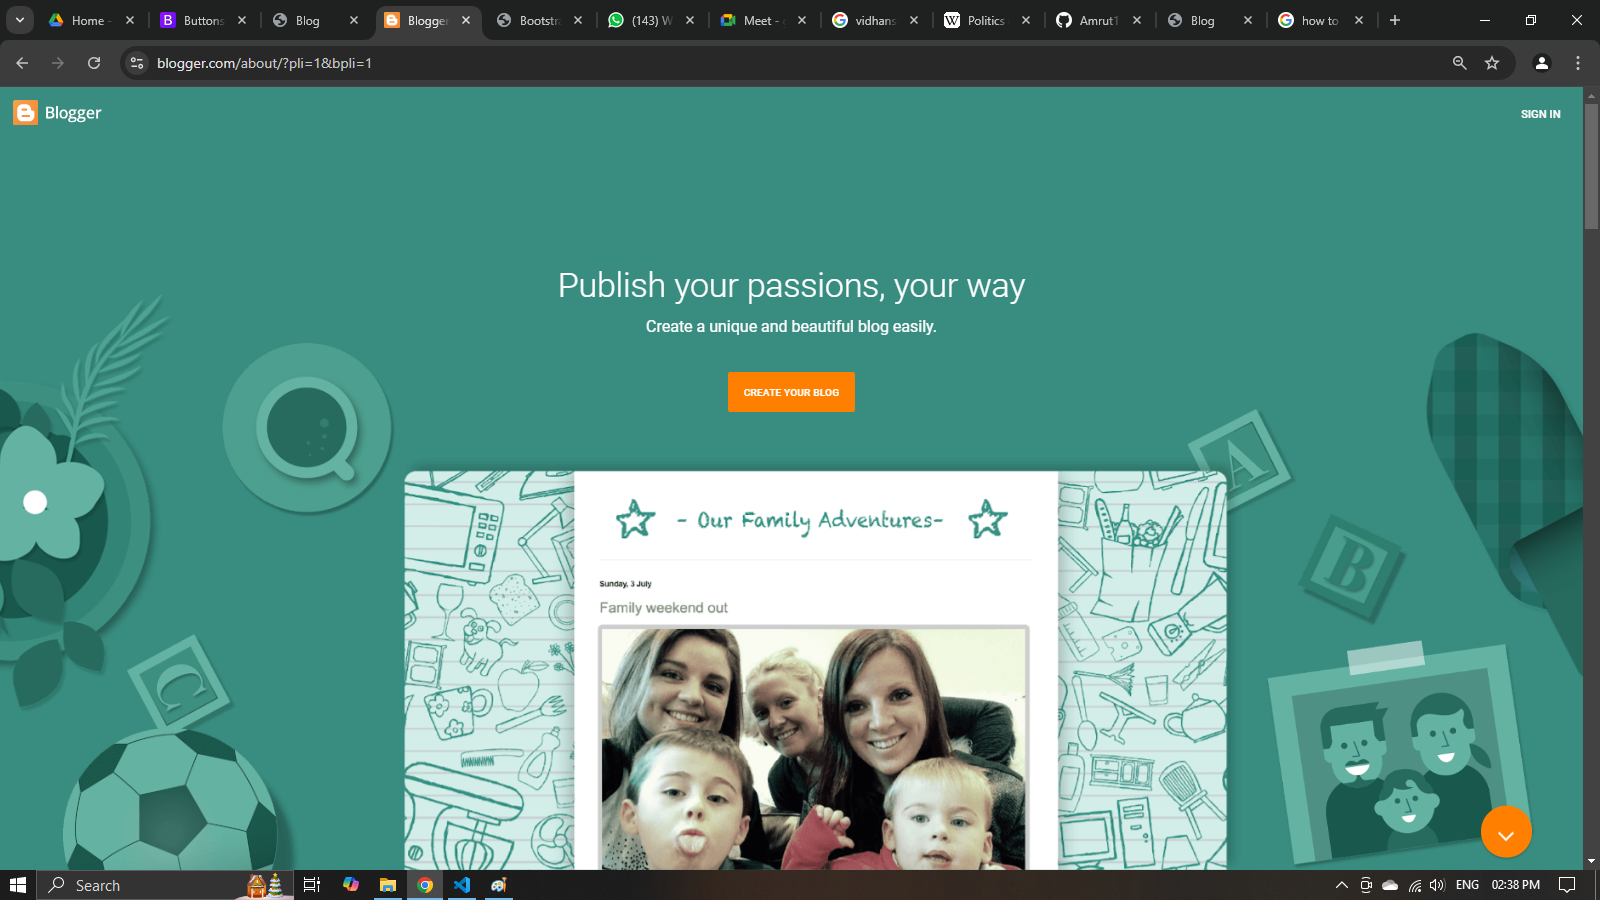 Home -
Buttons
Blog
Blogger
Bootstra
(143) W
Meet -
vidhans
Politics
Amrut1
Blog
how to
blogger.com/about/?pli=1&bpli=1
Blogger
SIGN IN
Publish your passions, your way
Create a unique and beautiful blog easily.
CREATE YOUR BLOG
A
- Our Family Adventures-
B
Sunday, 3 July
Family weekend out
C
Search
ENG
02:38 PM